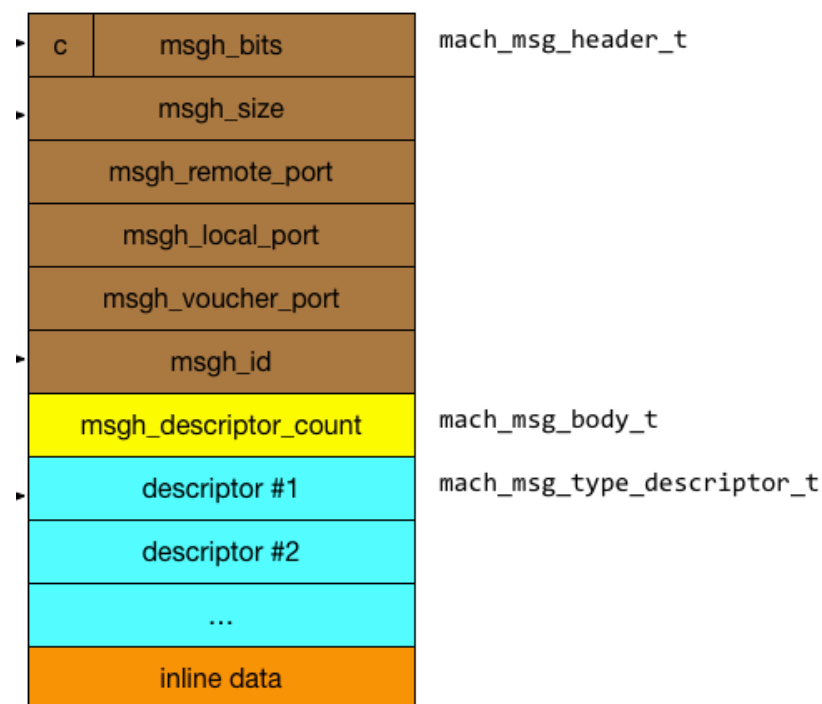 c msgh_bits mach_msg_header_t
msgh_size
msgh_remote_port
msgh_local_port
msgh_voucher_port
msgh_id
msgh_descriptor_count mach_msg_body_t
descriptor #1 mach_msg_type_descriptor_t
descriptor #2
...
inline data